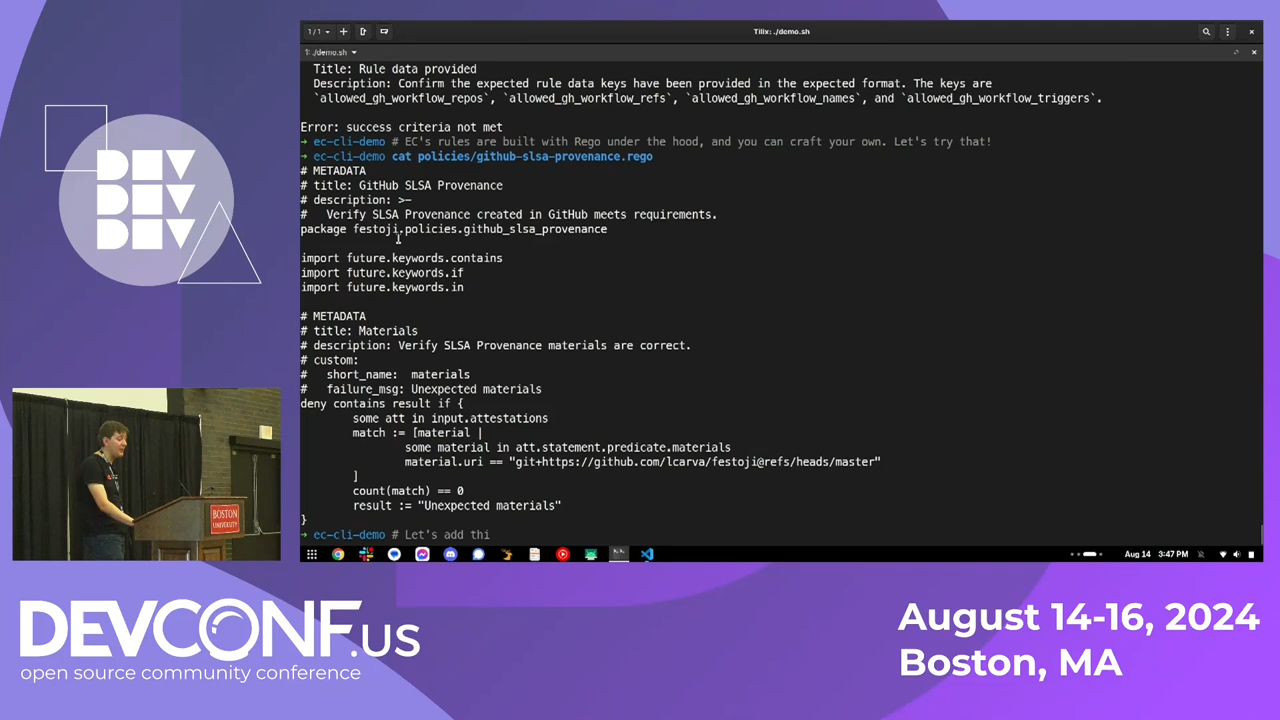 1/1
Tilix: ./demo.sh
1: ./demo.sh
Title: Rule data provided
Description: Confirm the expected rule data keys have been provided in the expected format. The keys are
`allowed_gh_workflow_repos`, `allowed_gh_workflow_refs`, `allowed_gh_workflow_names`, and `allowed_gh_workflow_triggers`.
Error: success criteria not met
→ ec-cli-demo # EC's rules are built with Rego under the hood, and you can craft your own. Let's try that!
→ ec-cli-demo cat policies/github-slsa-provenance.rego
# METADATA
# title: GitHub SLSA Provenance
# description: >-
#   Verify SLSA Provenance created in GitHub meets requirements.
package festoji.policies.github_slsa_provenance
import future.keywords.contains
import future.keywords.if
import future.keywords.in
# METADATA
# title: Materials
# description: Verify SLSA Provenance materials are correct.
# custom:
#   short_name:  materials
#   failure_msg: Unexpected materials
deny contains result if {
        some att in input.attestations
        match := [material |
                some material in att.statement.predicate.materials
                material.uri == "git+https://github.com/lcarva/festoji@refs/heads/master"
        ]
        count(match) == 0
        result := "Unexpected materials"
}
→ ec-cli-demo # Let's add thi
Aug 14 3:47 PM
DEV
DEV
DEV
BOSTON
UNIVERSITY
DEVCONF.us
open source community conference
August 14-16, 2024
Boston, MA